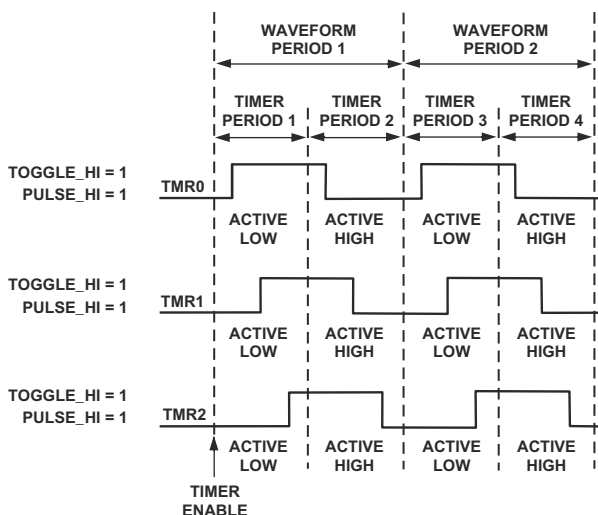 WAVEFORM PERIOD 1
WAVEFORM PERIOD 2
TIMER PERIOD 1
TIMER PERIOD 2
TIMER PERIOD 3
TIMER PERIOD 4
TOGGLE_HI = 1
PULSE_HI = 1
TMR0
ACTIVE LOW
ACTIVE HIGH
ACTIVE LOW
ACTIVE HIGH
TOGGLE_HI = 1
PULSE_HI = 1
TMR1
ACTIVE LOW
ACTIVE HIGH
ACTIVE LOW
ACTIVE HIGH
TOGGLE_HI = 1
PULSE_HI = 1
TMR2
ACTIVE LOW
ACTIVE HIGH
ACTIVE LOW
ACTIVE HIGH
TIMER ENABLE